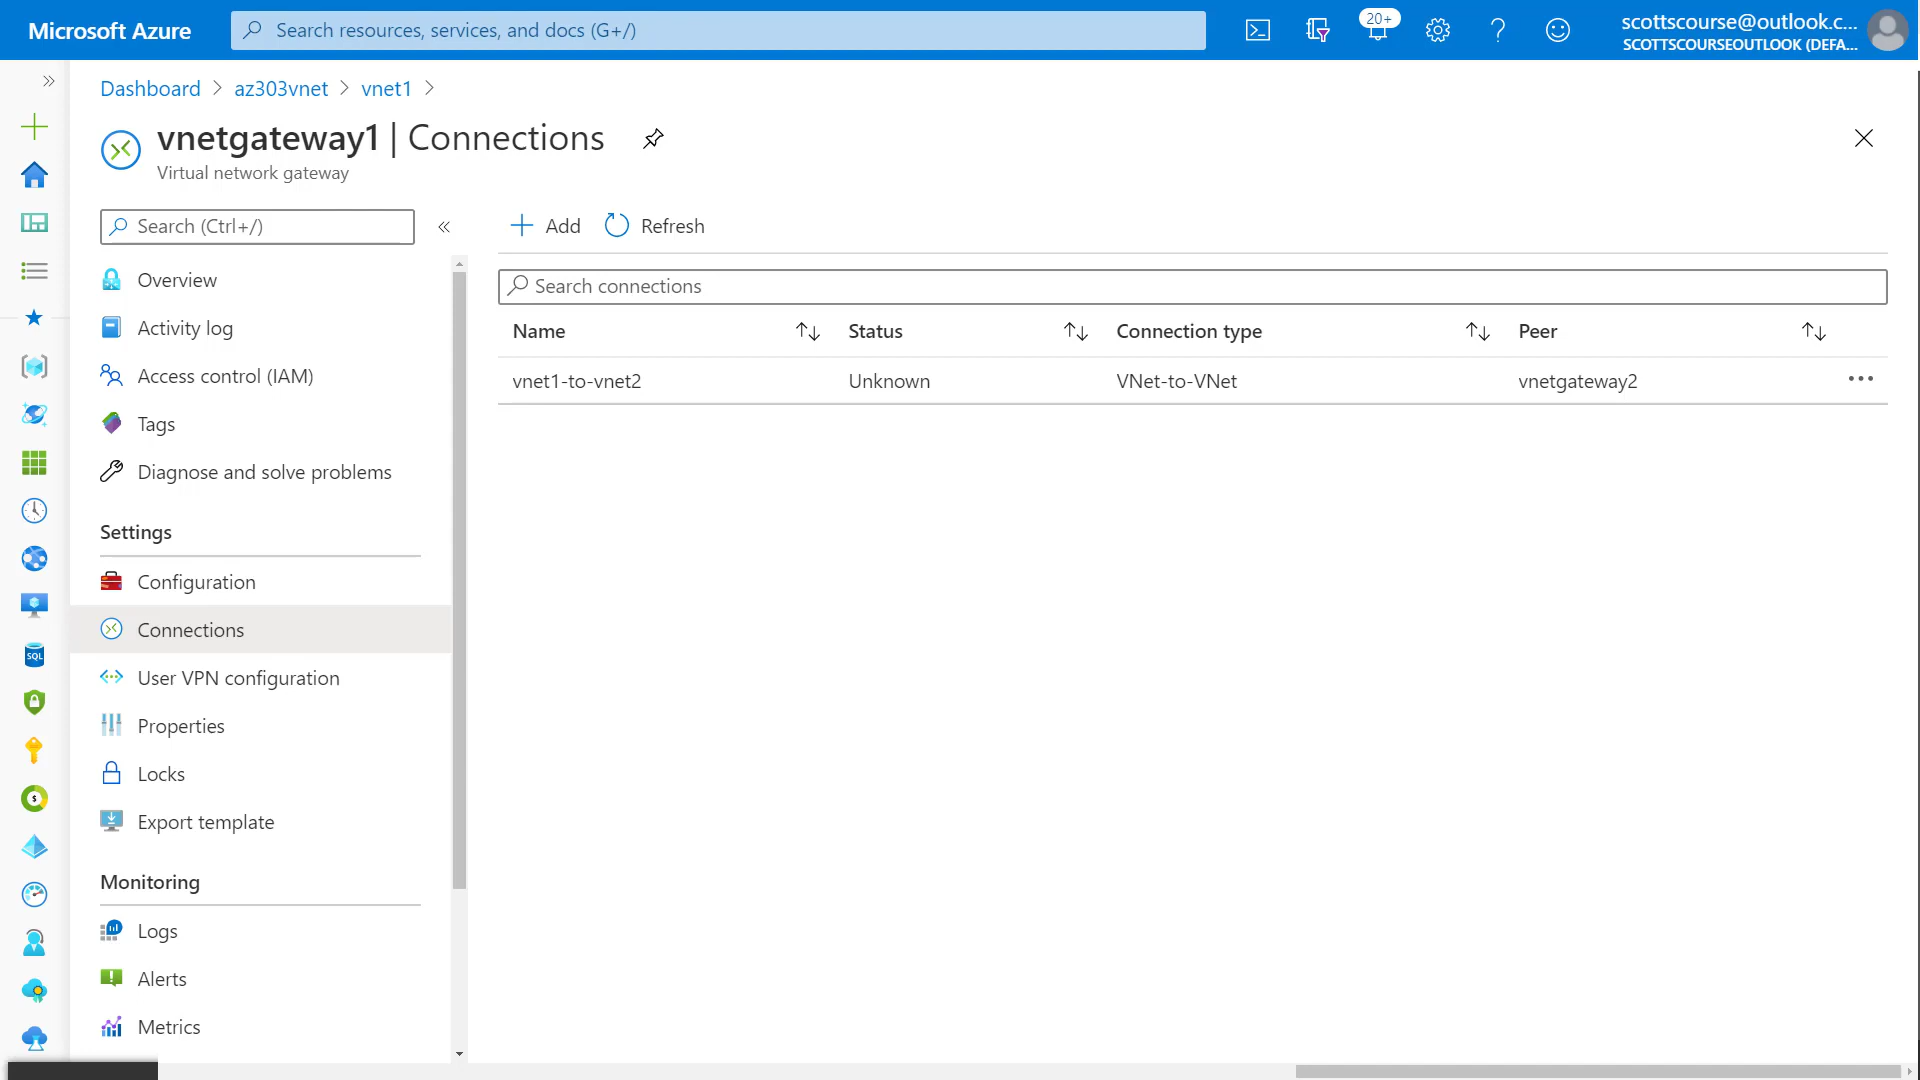 Microsoft Azure
Search resources, services, and docs (G+/)
20+
scottscourse@outlook.c...
SCOTTSCOURSEOUTLOOK (DEFA...
Dashboard > az303vnet > vnet1 >
vnetgateway1 | Connections
Virtual network gateway
Search (Ctrl+/)
Add
Refresh
Overview
Activity log
Access control (IAM)
Tags
Diagnose and solve problems
Settings
Configuration
Connections
User VPN configuration
Properties
Locks
Export template
Monitoring
Logs
Alerts
Metrics
Search connections
Name Status Connection type Peer
vnet1-to-vnet2 Unknown VNet-to-VNet vnetgateway2
SQL